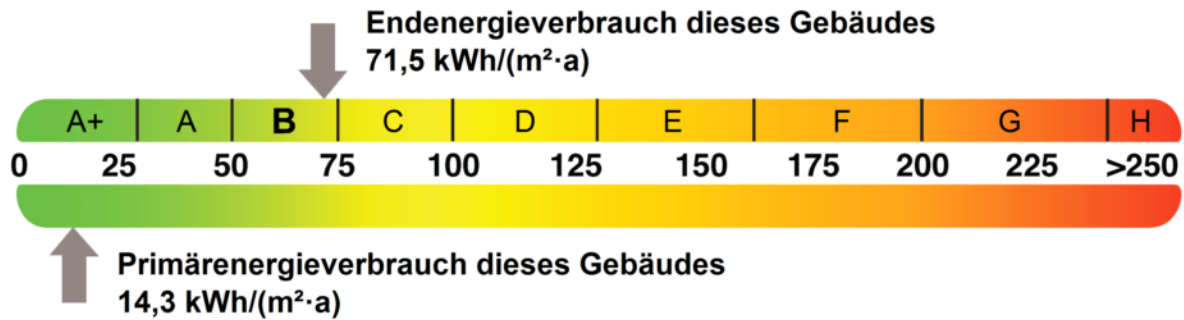 Endenergieverbrauch dieses Gebäudes
71,5 kWh/(m²·a)
A+ A B C D E F G H
0 25 50 75 100 125 150 175 200 225 >250
Primärenergieverbrauch dieses Gebäudes
14,3 kWh/(m²·a)